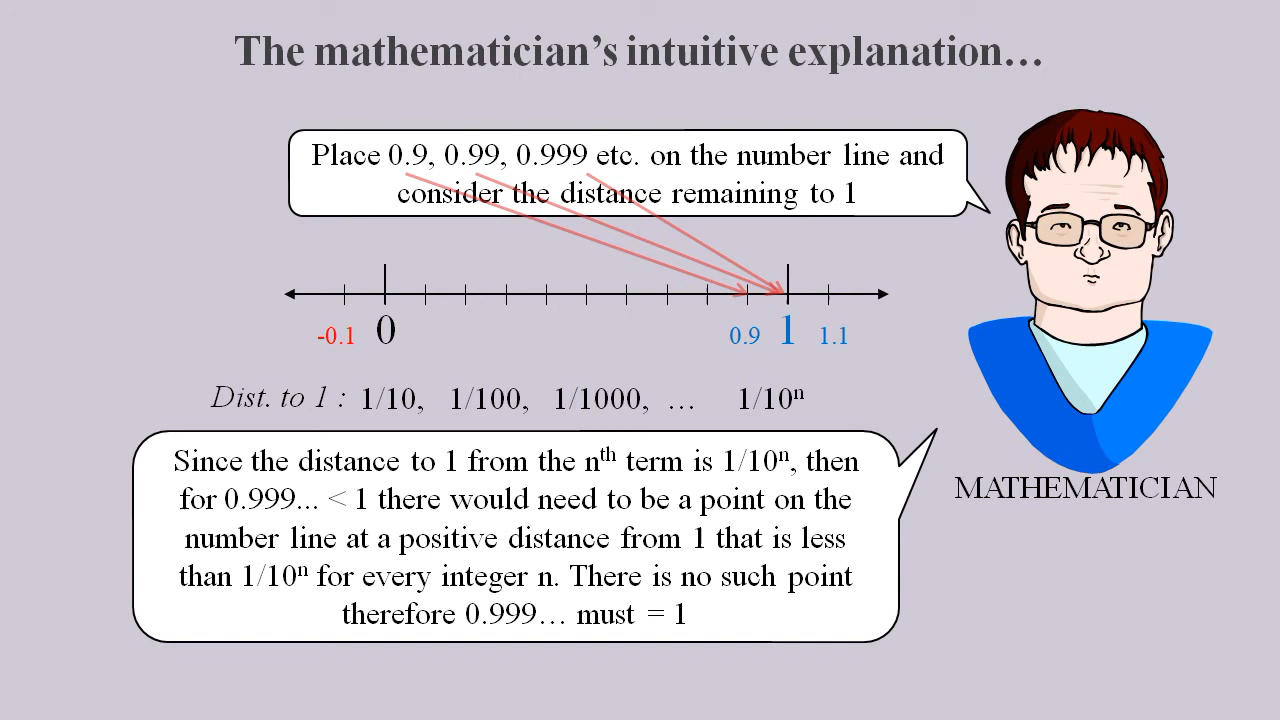 The mathematician’s intuitive explanation…
Place 0.9, 0.99, 0.999 etc. on the number line and
consider the distance remaining to 1
-0.1 0 0.9 1 1.1
Dist. to 1 : 1/10, 1/100, 1/1000, … 1/10ⁿ
Since the distance to 1 from the nᵗʰ term is 1/10ⁿ, then
for 0.999... < 1 there would need to be a point on the
number line at a positive distance from 1 that is less
than 1/10ⁿ for every integer n. There is no such point
therefore 0.999… must = 1
MATHEMATICIAN